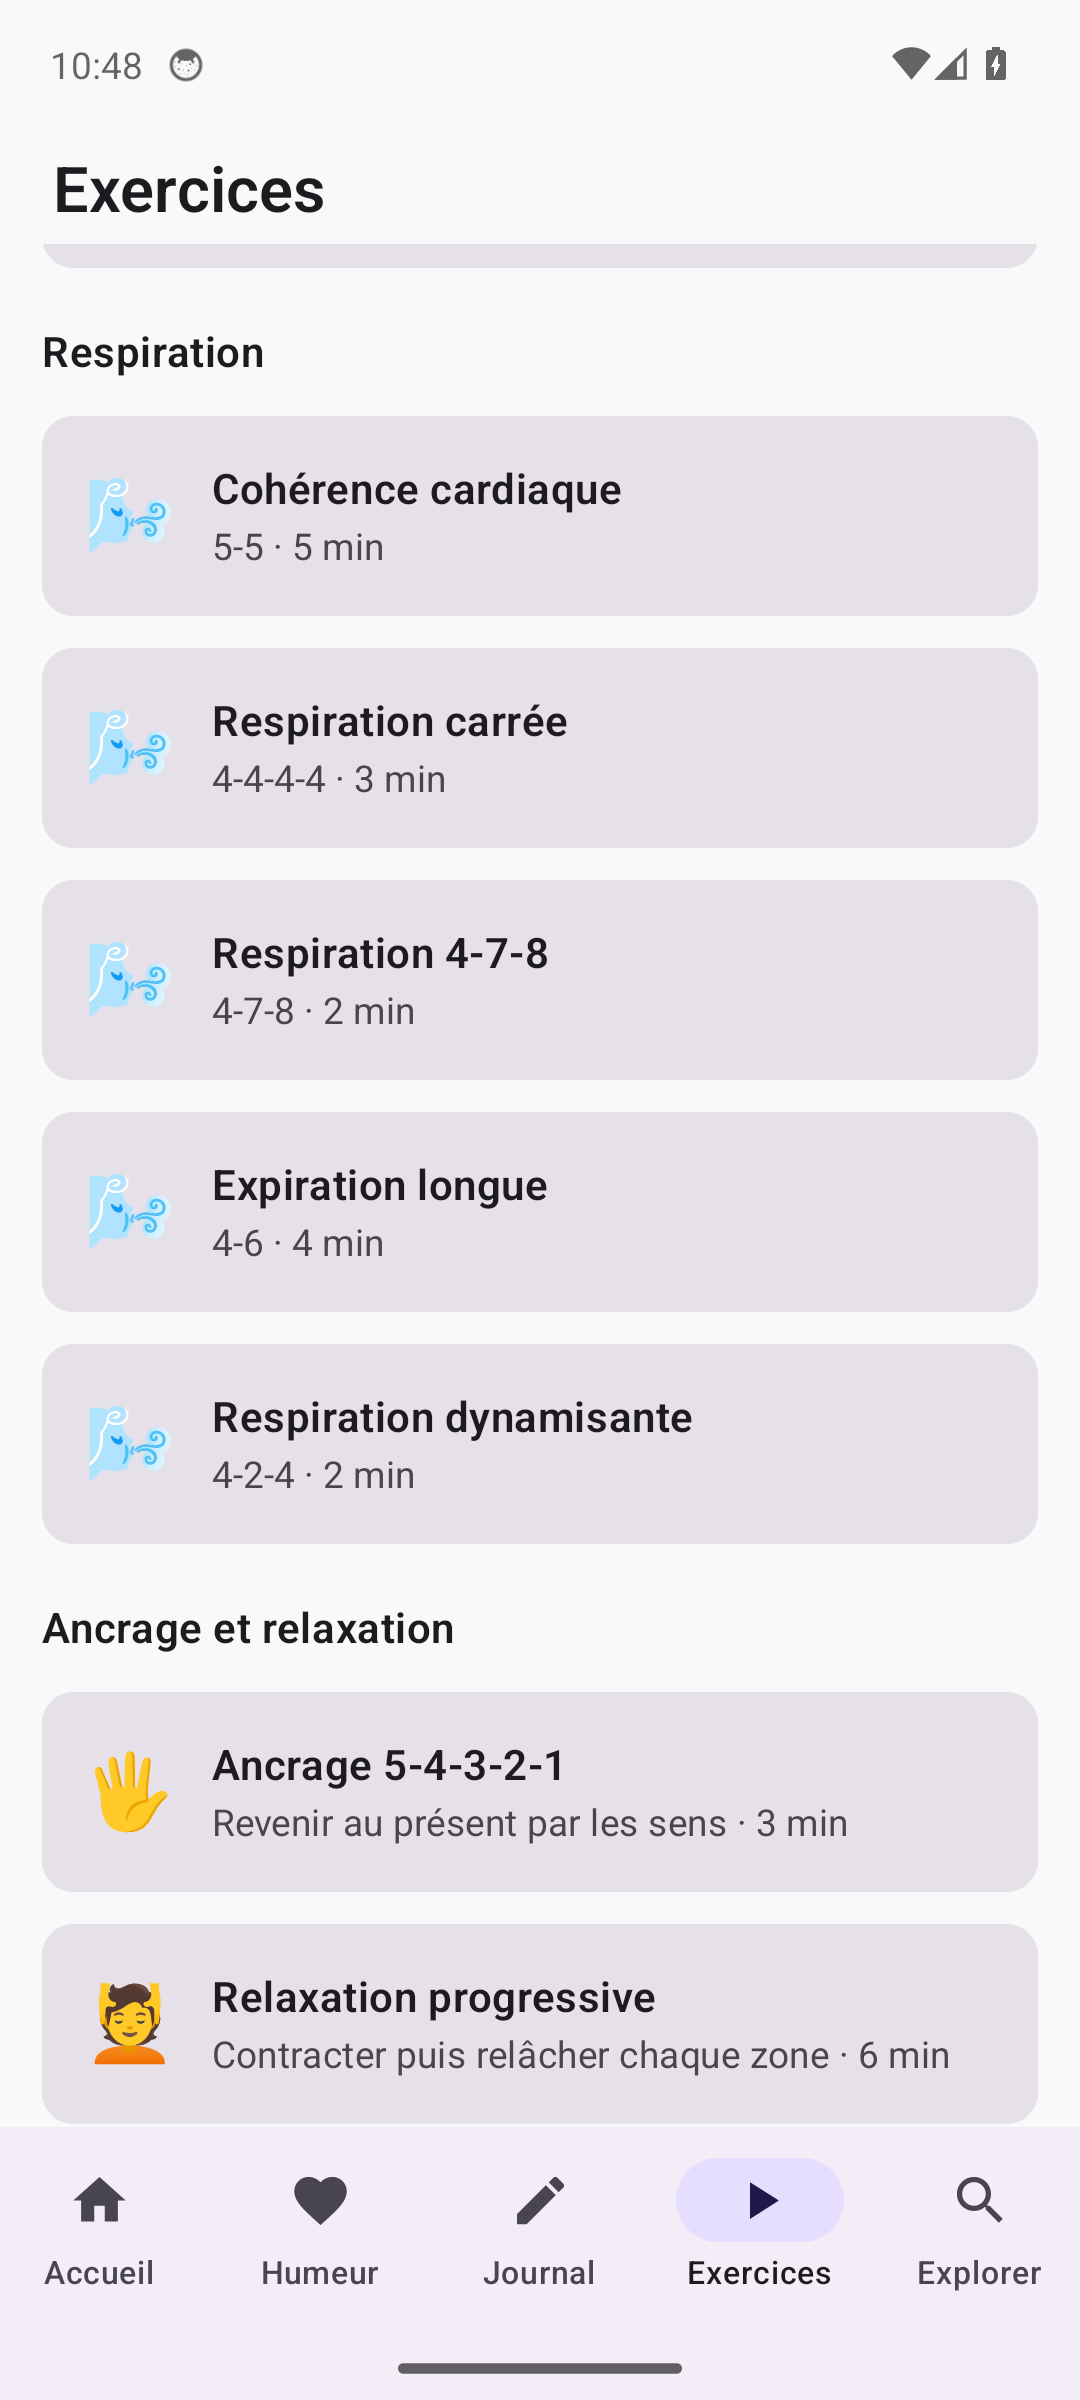 10:48
Exercices
Respiration
Cohérence cardiaque
5-5 · 5 min
Respiration carrée
4-4-4-4 · 3 min
Respiration 4-7-8
4-7-8 · 2 min
Expiration longue
4-6 · 4 min
Respiration dynamisante
4-2-4 · 2 min
Ancrage et relaxation
Ancrage 5-4-3-2-1
Revenir au présent par les sens · 3 min
Relaxation progressive
Contracter puis relâcher chaque zone · 6 min
Accueil Humeur Journal Exercices Explorer